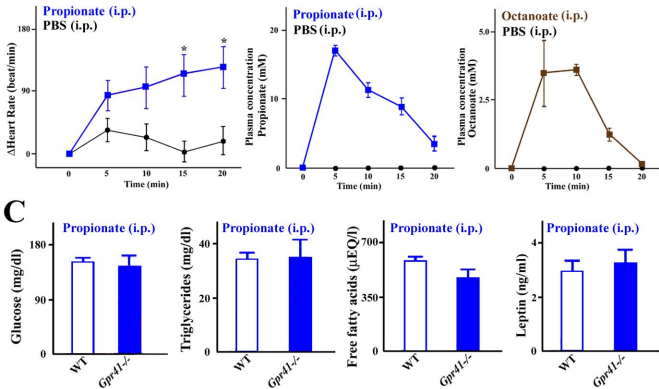 Propionate (i.p.)
PBS (i.p.)
ΔHeart Rate (beat/min)
180
90
0
*
*
0
5
10
15
20
Time (min)
Propionate (i.p.)
PBS (i.p.)
Plasma concentration
Propionate (mM)
20
10
0
0
5
10
15
20
Time (min)
Octanoate (i.p.)
PBS (i.p.)
Plasma concentration
Octanoate (mM)
5.0
2.5
0
0
5
10
15
20
Time (min)
C
Propionate (i.p.)
Glucose (mg/dl)
180
90
0
WT
Gpr41-/-
Propionate (i.p.)
Triglycerides (mg/dl)
40
20
0
WT
Gpr41-/-
Propionate (i.p.)
Free fatty acids (μEQ/l)
700
350
0
WT
Gpr41-/-
Propionate (i.p.)
Leptin (ng/ml)
4
2
0
WT
Gpr41-/-